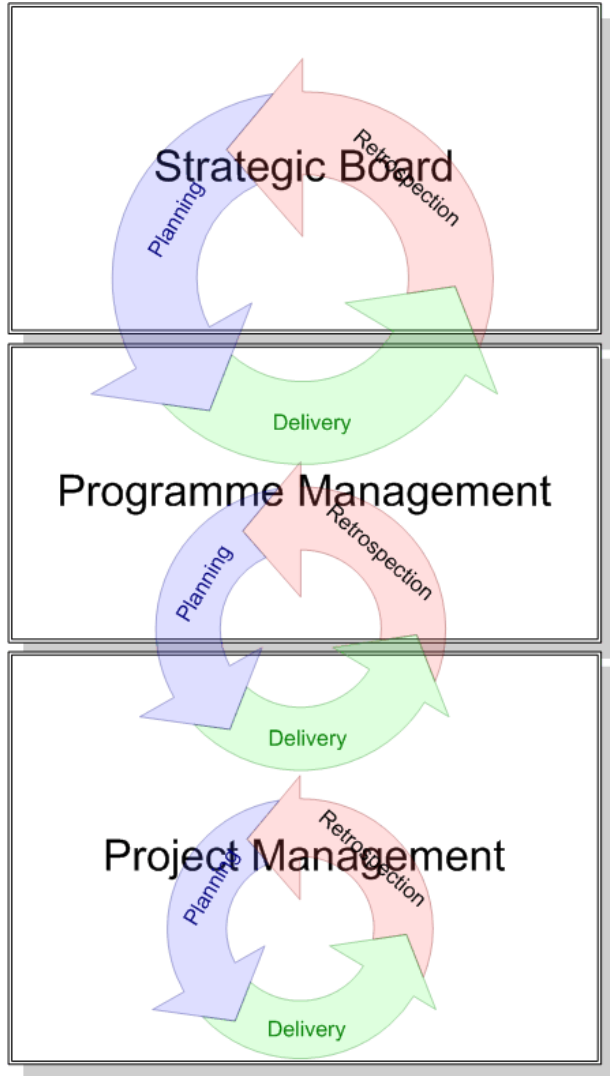 Strategic Board
Retrospection
Planning
Delivery
Programme Management
Retrospection
Planning
Delivery
Project Management
Retrospection
Planning
Delivery